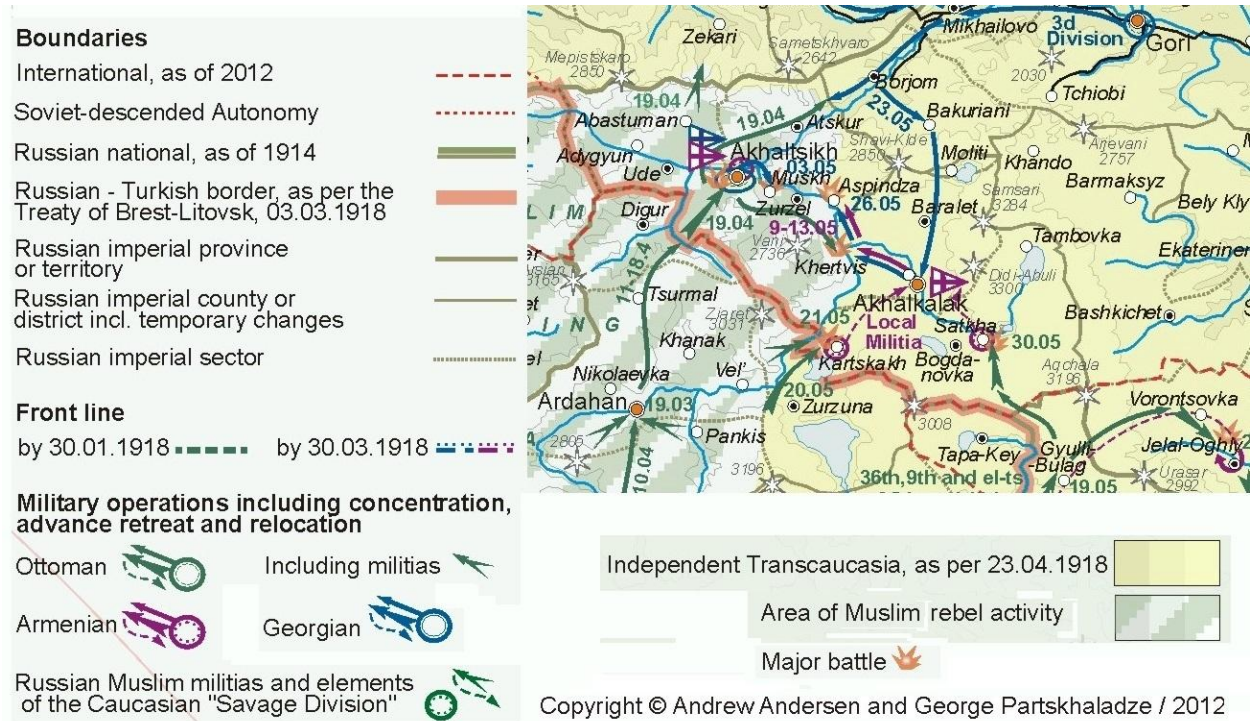 Boundaries
International, as of 2012
Soviet-descended Autonomy
Russian national, as of 1914
Russian - Turkish border, as per the
Treaty of Brest-Litovsk, 03.03.1918
Russian imperial province
or territory
Russian imperial county or
district incl. temporary changes
Russian imperial sector
Front line
by 30.01.1918
by 30.03.1918
Military operations including concentration,
advance retreat and relocation
Ottoman
Including militias
Armenian
Georgian
Russian Muslim militias and elements
of the Caucasian "Savage Division"
Mikhailovo
3d
Division
Gori
Zekari
Sametskhvaro
2642
Mepistskaro
2850
2030
Borjom
Tchiobi
19.04
19.04
23.05
Bakuriani
Abastuman
Atskur
Adygyun
Akhaltsikh
2850
Moliti
Khando
Arjevani
2757
Ude
03.05
Muskh
Aspindza
Samsari
3284
Barmaksyz
Digur
19.04
Zurzel
26.05
Baralet
Bely Kly
9-13.05
LIM
2736
Khertvis
Tambovka
Ekateriner
3165
11-18.4
Didi-Abuli
3300
Tsurmal
Akhalkalak
Bashkichet
ING
Ziaret
3031
21.05
Local
Militia
Satkha
30.05
Khanak
Kartskakh
Bogda-
novka
Aqchala
3196
Nikolaevka
Vel'
20.05
Vorontsovka
Ardahan
19.03
Zurzuna
3008
Jelal-Oghly
2805
Pankis
Tapa-Key
Gyulli
-Bulag
Urasar
2992
10.04
3196
36th,9th and el-ts
19.05
Independent Transcaucasia, as per 23.04.1918
Area of Muslim rebel activity
Major battle
Copyright © Andrew Andersen and George Partskhaladze / 2012